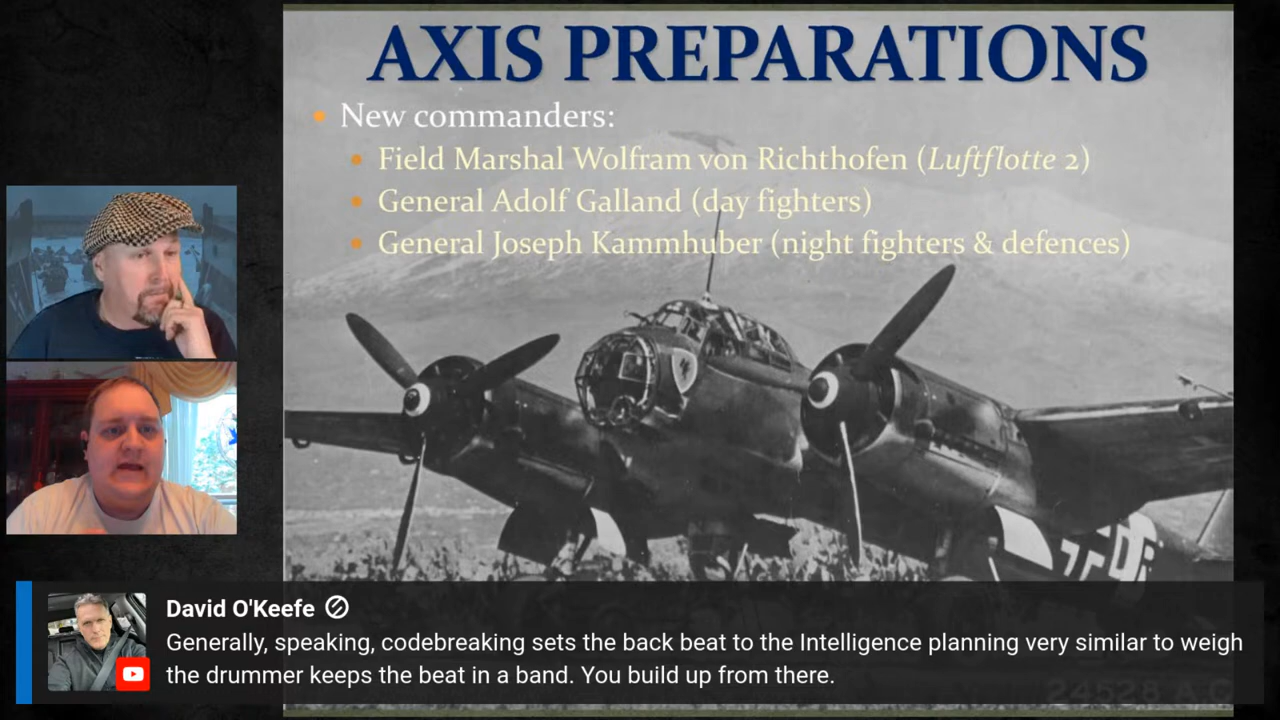 AXIS PREPARATIONS
New commanders:
Field Marshal Wolfram von Richthofen (Luftflotte 2)
General Adolf Galland (day fighters)
General Joseph Kammhuber (night fighters & defences)
David O'Keefe
Generally, speaking, codebreaking sets the back beat to the Intelligence planning very similar to weigh
the drummer keeps the beat in a band. You build up from there.
24528 A.C